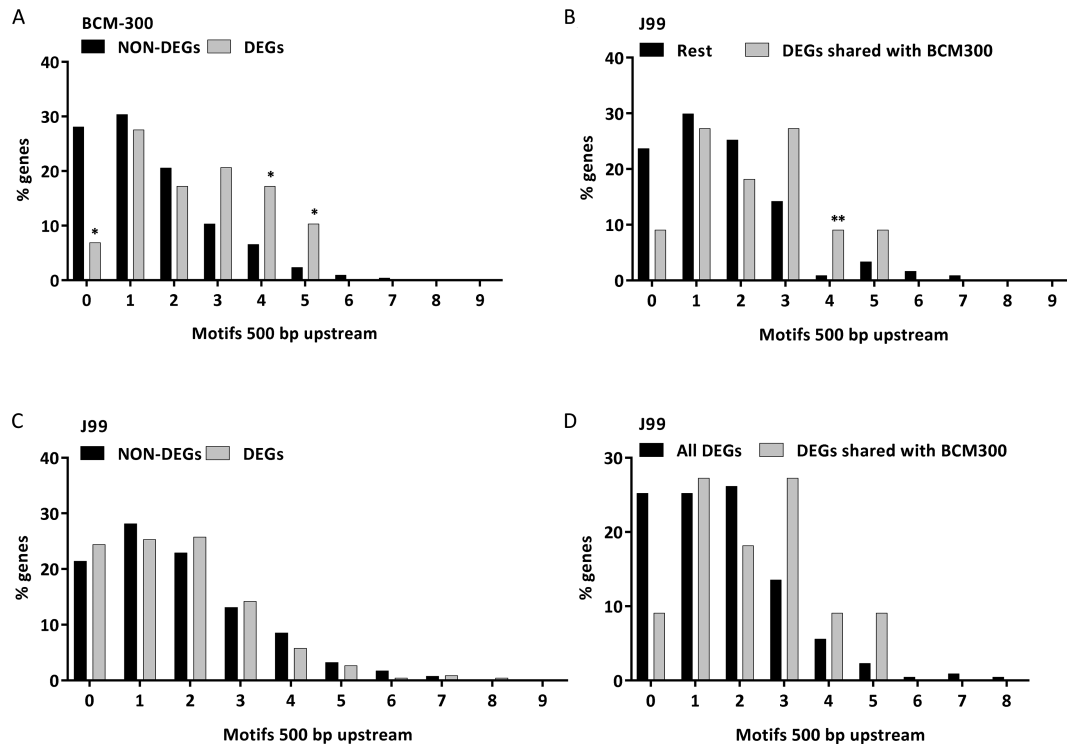 A
BCM-300
NON-DEGs DEGs
40
30
20
10
0
% genes
* * *
0 1 2 3 4 5 6 7 8 9
Motifs 500 bp upstream
B
J99
Rest DEGs shared with BCM300
40
30
20
10
0
% genes
**
0 1 2 3 4 5 6 7 8 9
Motifs 500 bp upstream
C
J99
NON-DEGs DEGs
40
30
20
10
0
% genes
0 1 2 3 4 5 6 7 8 9
Motifs 500 bp upstream
D
J99
All DEGs DEGs shared with BCM300
30
20
10
0
% genes
0 1 2 3 4 5 6 7 8
Motifs 500 bp upstream